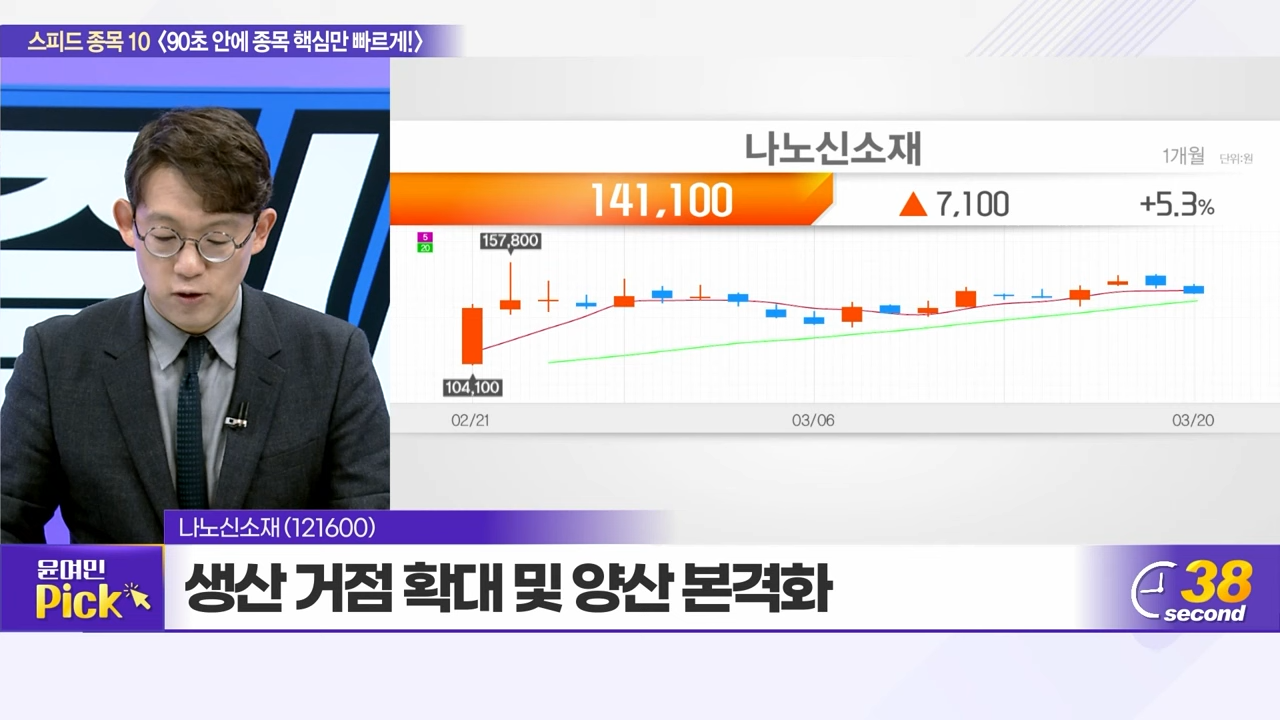 스피드 종목 10 〈90초 안에 종목 핵심만 빠르게!〉
나노신소재
1개월 단위:원
141,100 ▲ 7,100 +5.3%
5
20
157,800
104,100
02/21 03/06 03/20
나노신소재(121600)
윤여민
Pick
생산 거점 확대 및 양산 본격화
38
second